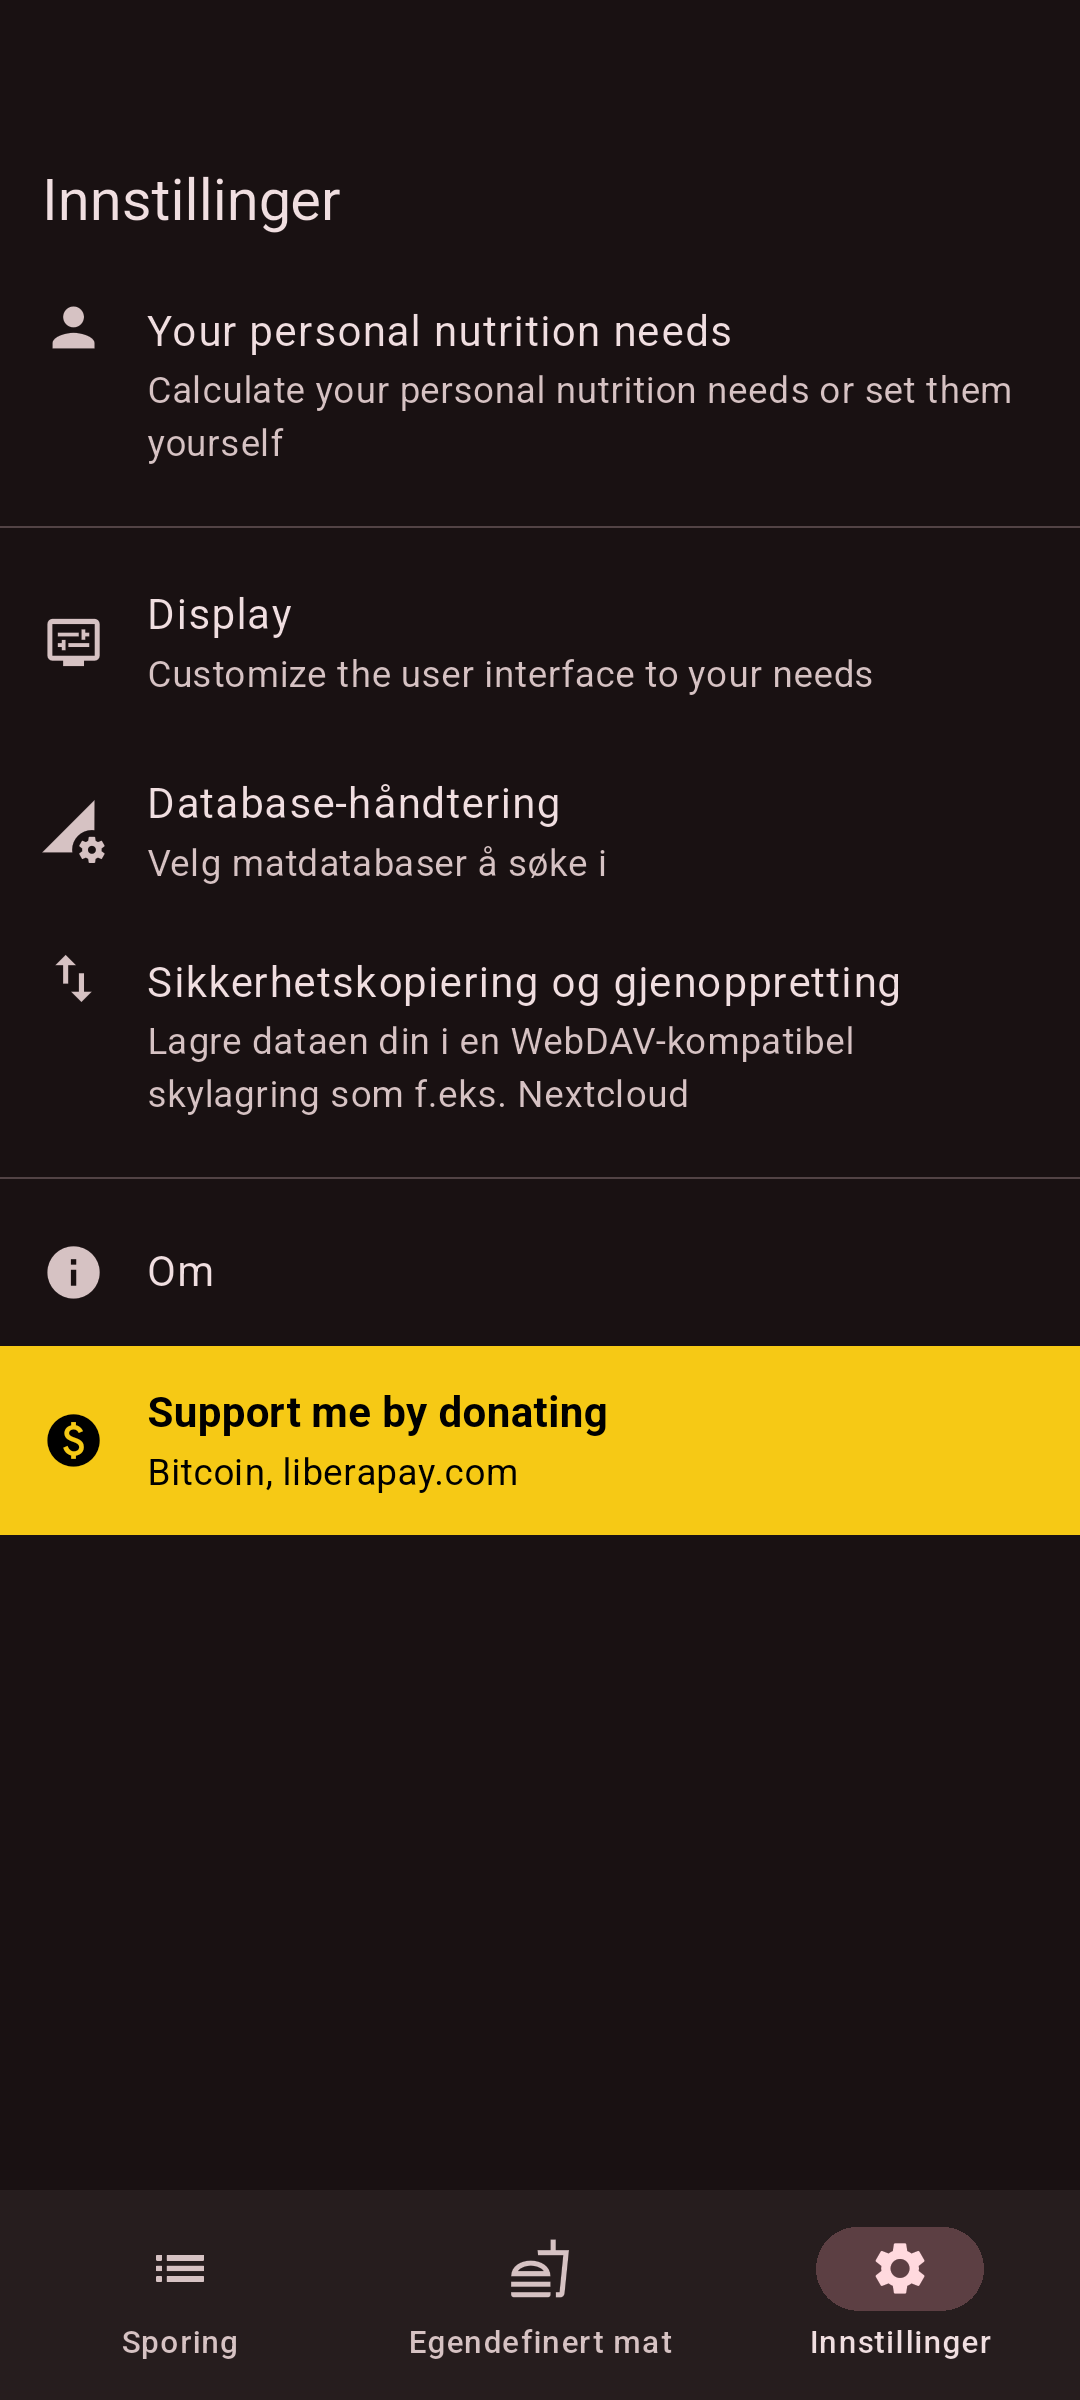 Innstillinger
Your personal nutrition needs
Calculate your personal nutrition needs or set them
yourself
Display
Customize the user interface to your needs
Database-håndtering
Velg matdatabaser å søke i
Sikkerhetskopiering og gjenoppretting
Lagre dataen din i en WebDAV-kompatibel
skylagring som f.eks. Nextcloud
Om
Support me by donating
Bitcoin, liberapay.com
Sporing
Egendefinert mat
Innstillinger